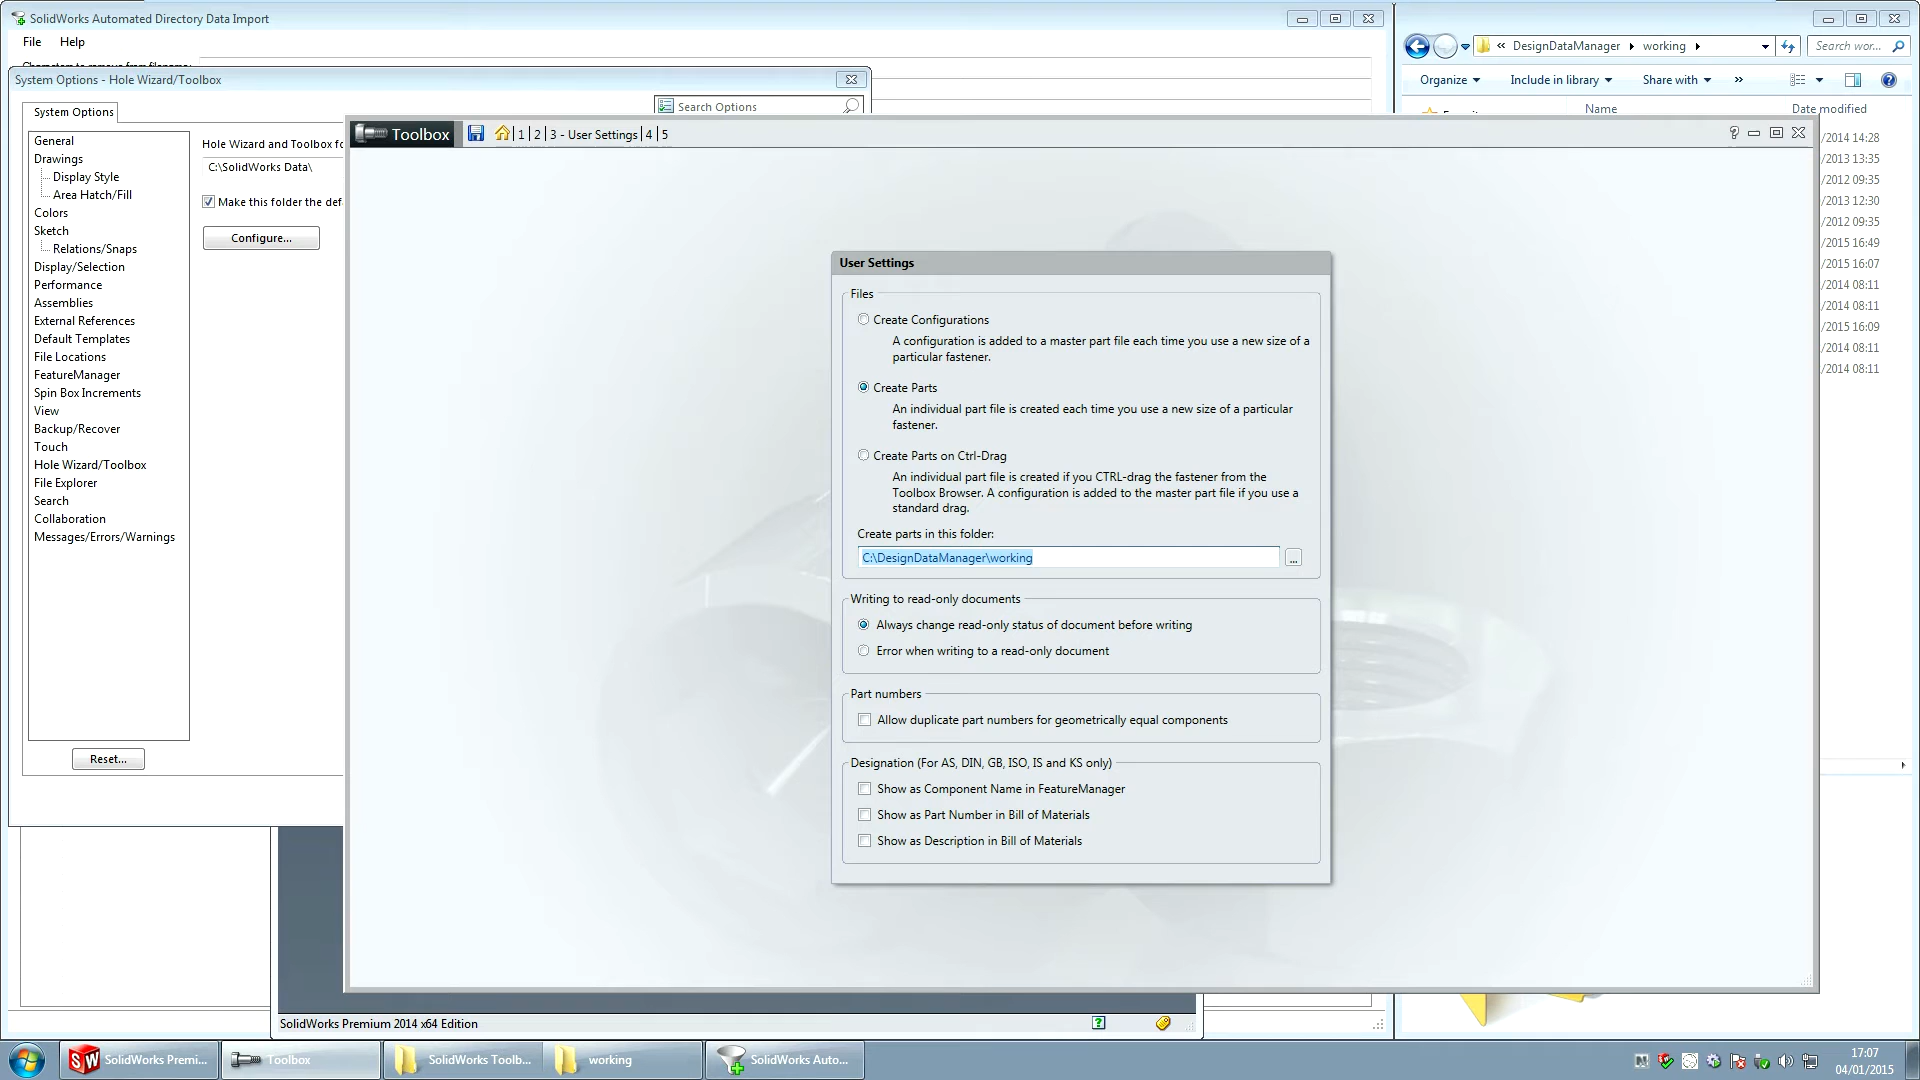 SolidWorks Automated Directory Data Import
File Help
System Options - Hole Wizard/Toolbox
System Options
Search Options
General
Drawings
Display Style
Area Hatch/Fill
Colors
Sketch
Relations/Snaps
Display/Selection
Performance
Assemblies
External References
Default Templates
File Locations
FeatureManager
Spin Box Increments
View
Backup/Recover
Touch
Hole Wizard/Toolbox
File Explorer
Search
Collaboration
Messages/Errors/Warnings
Reset...
Hole Wizard and Toolbox fo
C:\SolidWorks Data\
Make this folder the def
Configure...
Toolbox
1 2 3 - User Settings 4 5
User Settings
Files
Create Configurations
A configuration is added to a master part file each time you use a new size of a
particular fastener.
Create Parts
An individual part file is created each time you use a new size of a particular
fastener.
Create Parts on Ctrl-Drag
An individual part file is created if you CTRL-drag the fastener from the
Toolbox Browser. A configuration is added to the master part file if you use a
standard drag.
Create parts in this folder:
C:\DesignDataManager\working
...
Writing to read-only documents
Always change read-only status of document before writing
Error when writing to a read-only document
Part numbers
Allow duplicate part numbers for geometrically equal components
Designation (For AS, DIN, GB, ISO, IS and KS only)
Show as Component Name in FeatureManager
Show as Part Number in Bill of Materials
Show as Description in Bill of Materials
« DesignDataManager working
Search wor...
Organize Include in library Share with »
Name Date modified
/2014 14:28
/2013 13:35
/2012 09:35
/2013 12:30
/2012 09:35
/2015 16:49
/2015 16:07
/2014 08:11
/2014 08:11
/2015 16:09
/2014 08:11
/2014 08:11
SolidWorks Premium 2014 x64 Edition
SW SolidWorks Premi...
Toolbox
SolidWorks Toolb...
working
SolidWorks Auto...
17:07
04/01/2015